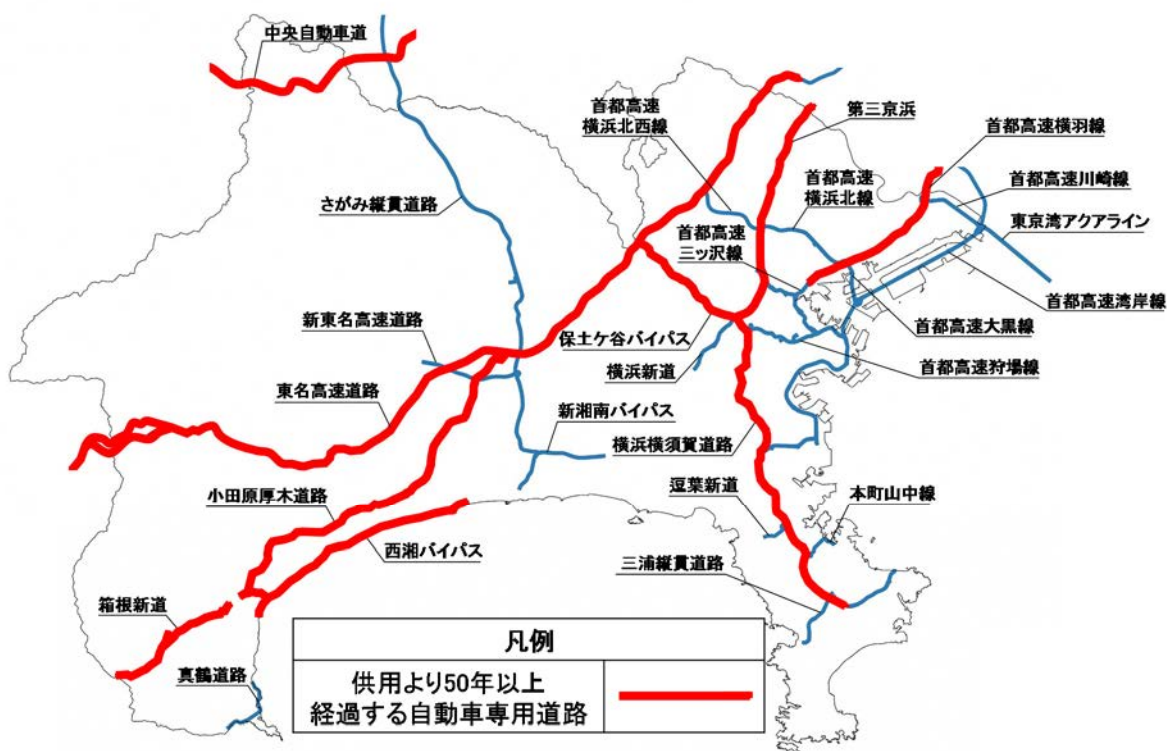 中央自動車道
首都高速
横浜北西線
第三京浜
首都高速横羽線
首都高速
横浜北線
首都高速川崎線
さがみ縦貫道路
東京湾アクアライン
首都高速
三ッ沢線
首都高速湾岸線
新東名高速道路
保土ケ谷バイパス
首都高速大黒線
横浜新道
首都高速狩場線
東名高速道路
新湘南バイパス
横浜横須賀道路
小田原厚木道路
逗葉新道
本町山中線
西湘バイパス
三浦縦貫道路
箱根新道
真鶴道路
凡例
供用より50年以上
経過する自動車専用道路